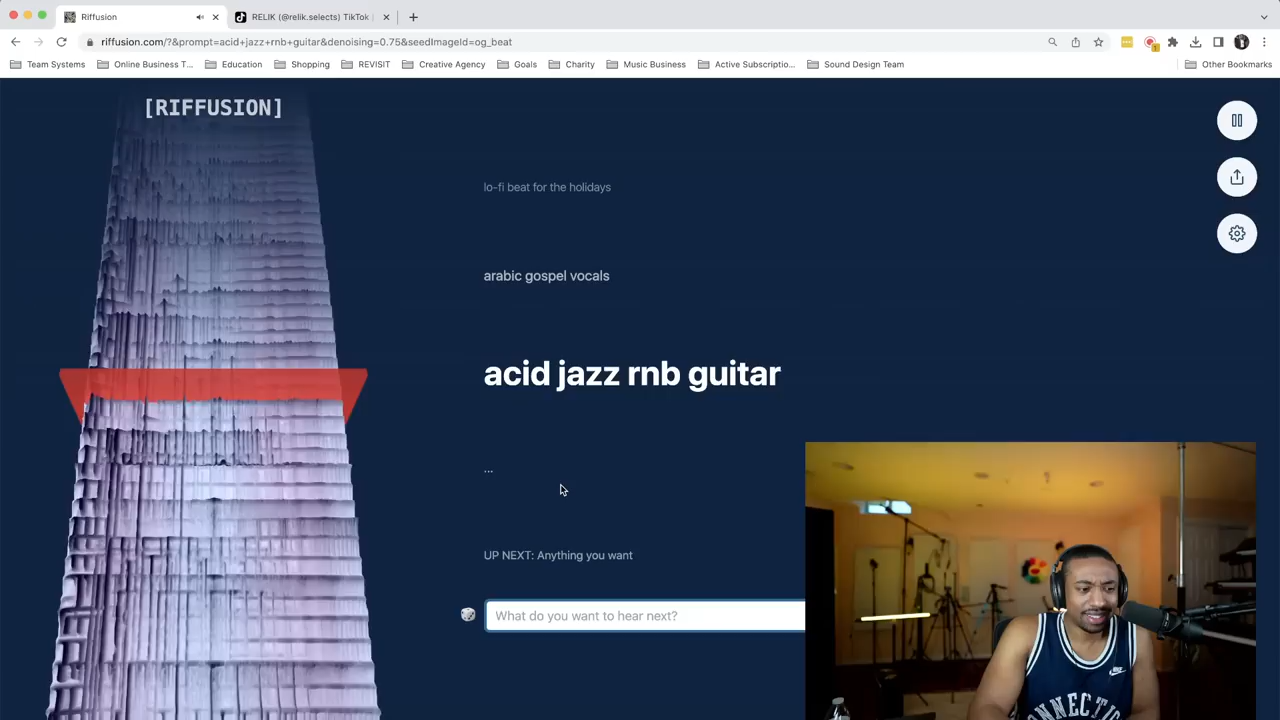 Riffusion
RELIK (@relik.selects) TikTok
riffusion.com/?&prompt=acid+jazz+rnb+guitar&denoising=0.75&seedImageId=og_beat
Team Systems
Online Business T...
Education
Shopping
REVISIT
Creative Agency
Goals
Charity
Music Business
Active Subscriptio...
Sound Design Team
Other Bookmarks
[RIFFUSION]
lo-fi beat for the holidays
arabic gospel vocals
acid jazz rnb guitar
...
UP NEXT: Anything you want
What do you want to hear next?